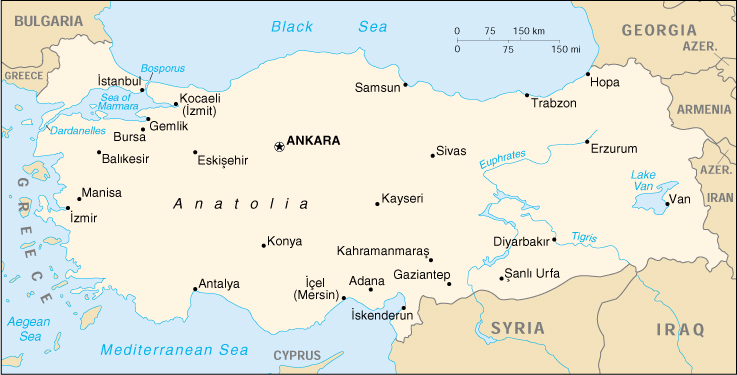 BULGARIA
Black Sea
0 75 150 km
0 75 150 mi
GEORGIA
AZER.
GREECE
Bosporus
İstanbul
Sea of
Marmara
Kocaeli
(İzmit)
Samsun
Hopa
Trabzon
ARMENIA
Dardanelles
Gemlik
Bursa
ANKARA
Balıkesir
Eskişehir
Sivas
Euphrates
Erzurum
AZER.
Lake
Van
Van
IRAN
GREECE
Manisa
İzmir
Anatolia
Kayseri
Konya
Kahramanmaraş
Diyarbakır
Tigris
Antalya
İçel
(Mersin)
Adana
Gaziantep
Şanlı Urfa
İskenderun
Aegean
Sea
Mediterranean Sea
CYPRUS
SYRIA
IRAQ